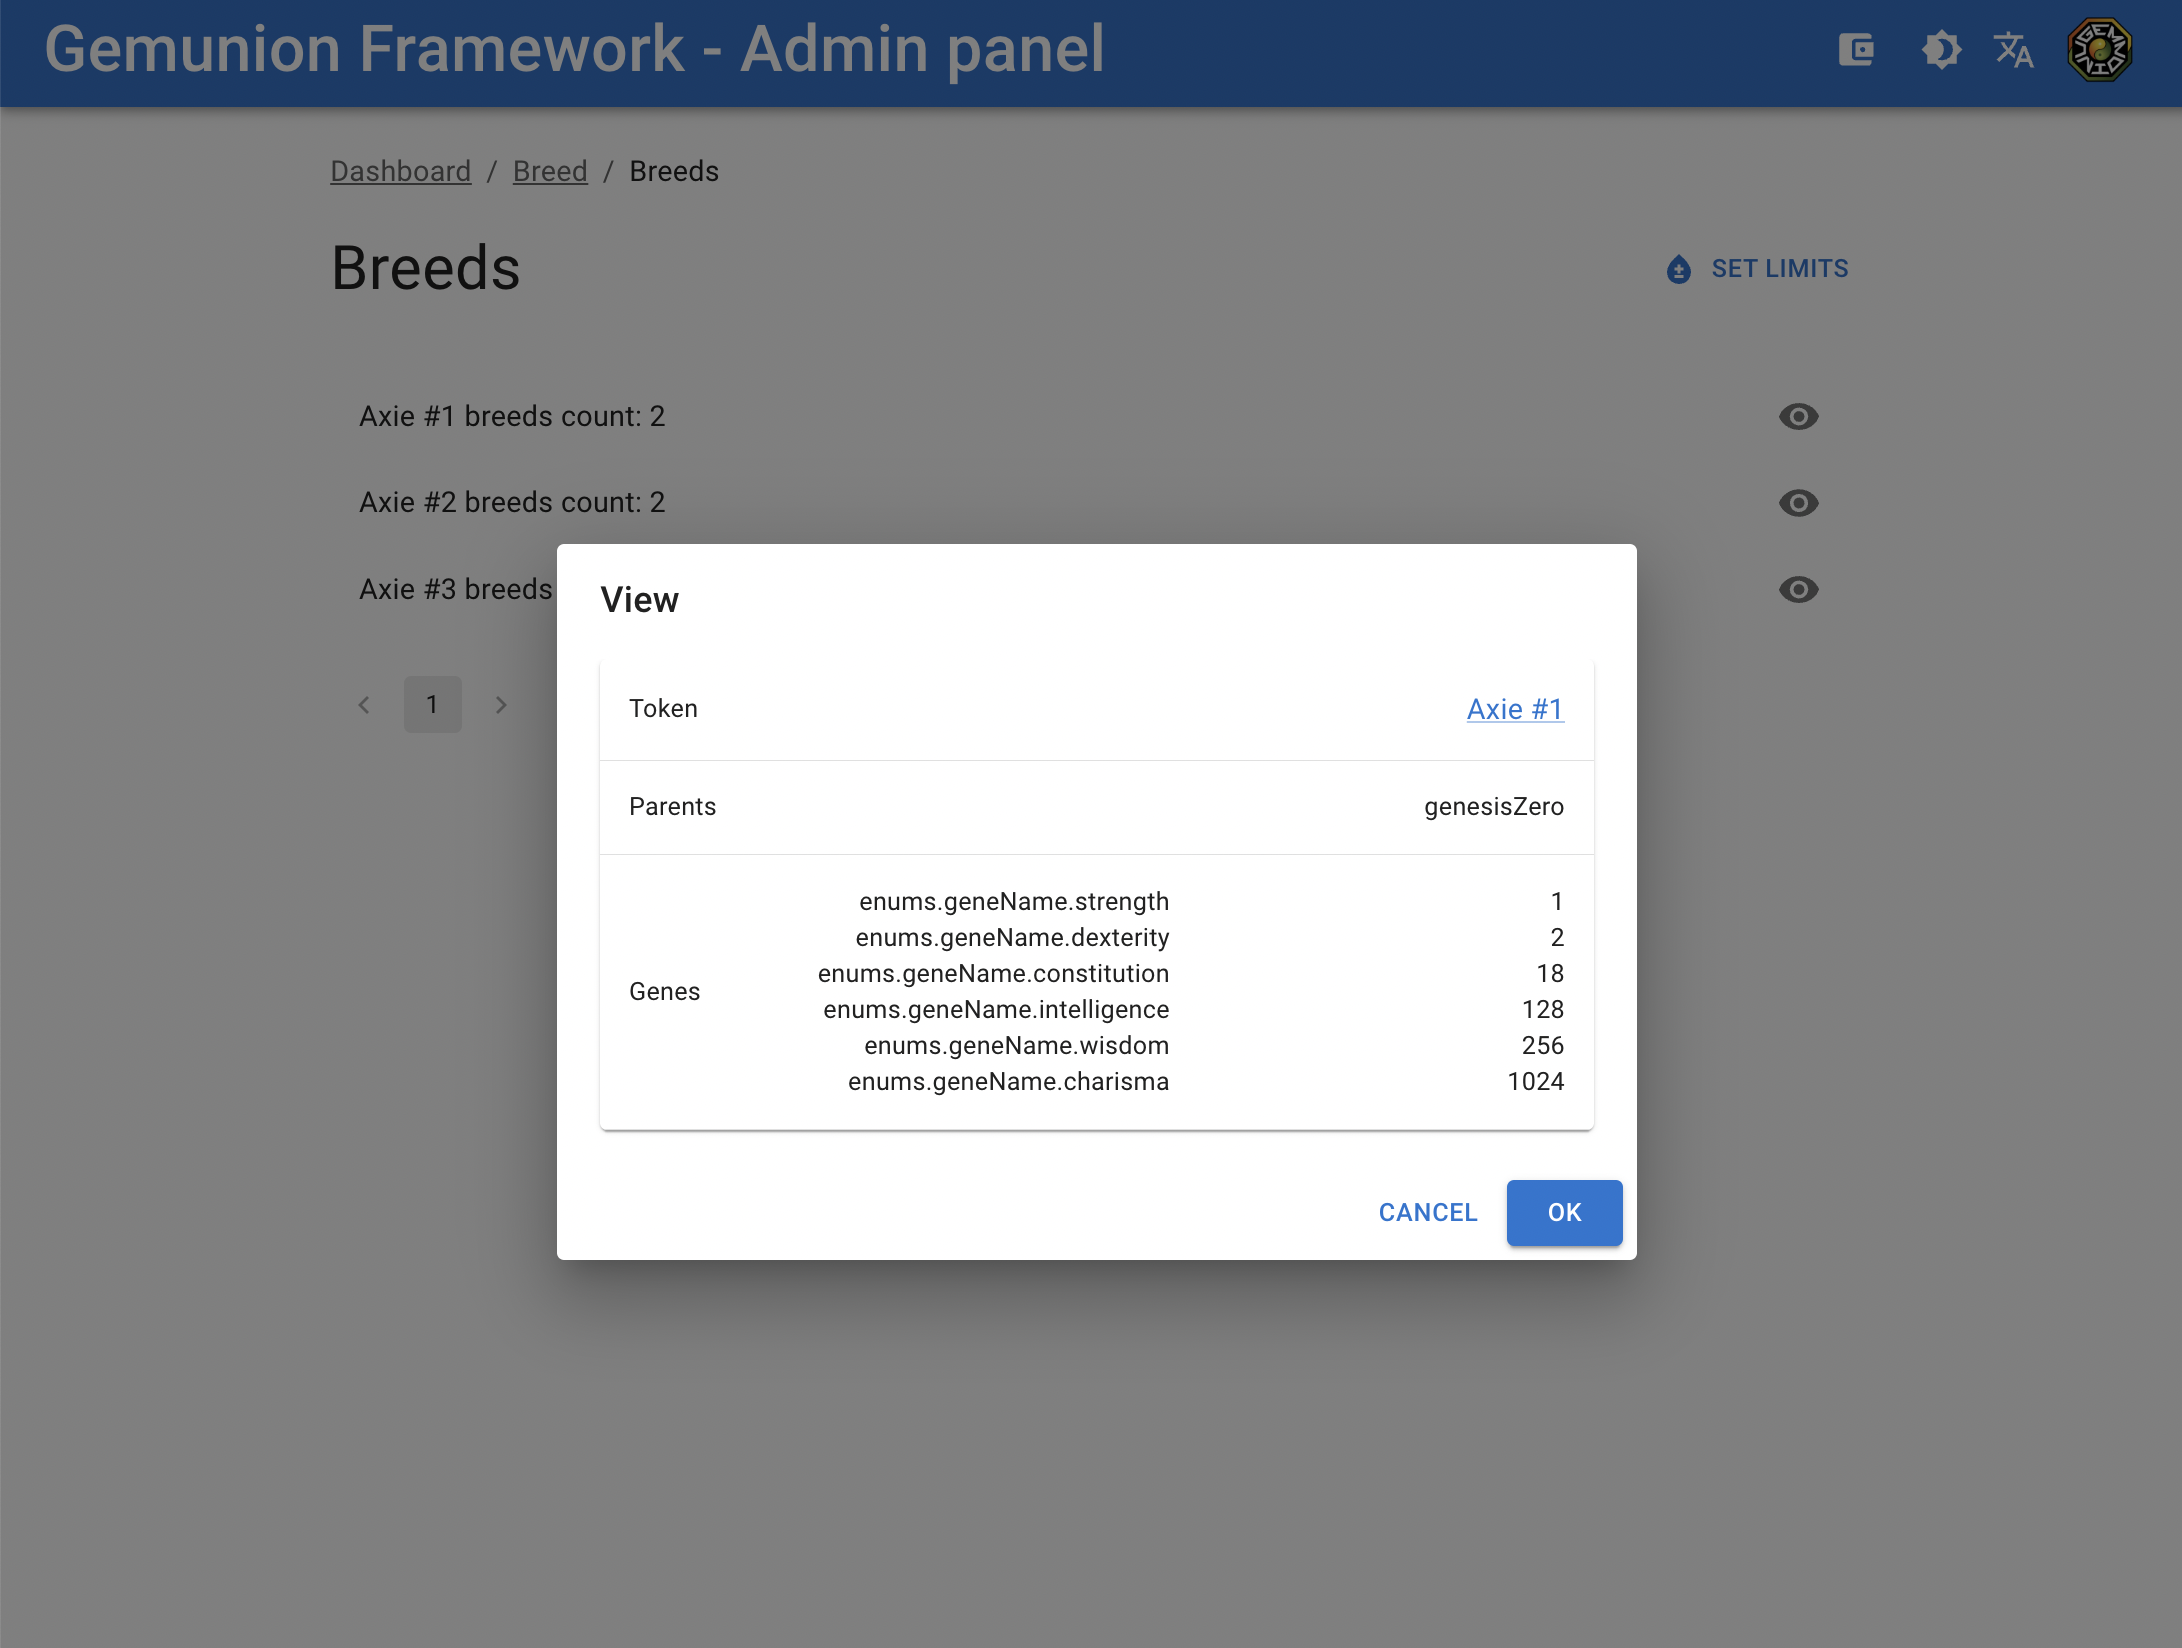 Gemunion Framework - Admin panel
Dashboard / Breed / Breeds
Breeds
SET LIMITS
Axie #1 breeds count: 2
Axie #2 breeds count: 2
Axie #3 breeds
1
View
Token Axie #1
Parents genesisZero
Genes
enums.geneName.strength 1
enums.geneName.dexterity 2
enums.geneName.constitution 18
enums.geneName.intelligence 128
enums.geneName.wisdom 256
enums.geneName.charisma 1024
CANCEL OK